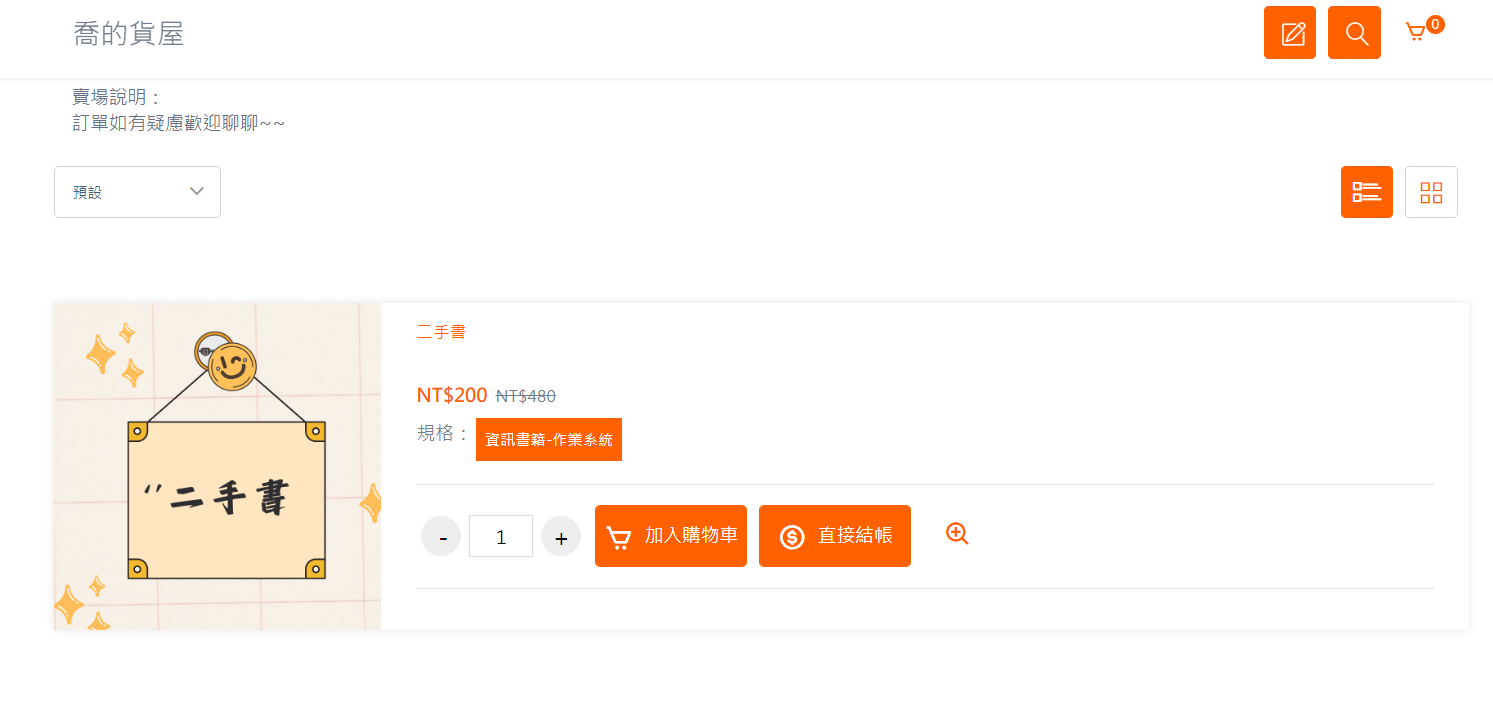 喬的貨屋
0
賣場說明：
訂單如有疑慮歡迎聊聊~~
預設
二手書
NT$200 NT$480
規格： 資訊書籍-作業系統
‘’二手書
- 1 + 加入購物車 直接結帳